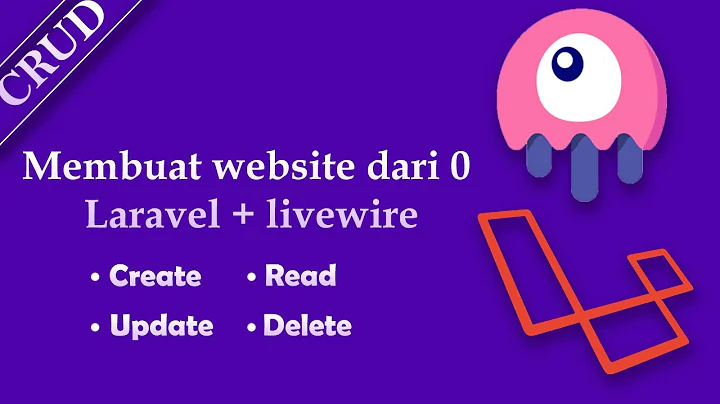 CRUD
Membuat website dari 0
Laravel + livewire
• Create • Read
• Update • Delete